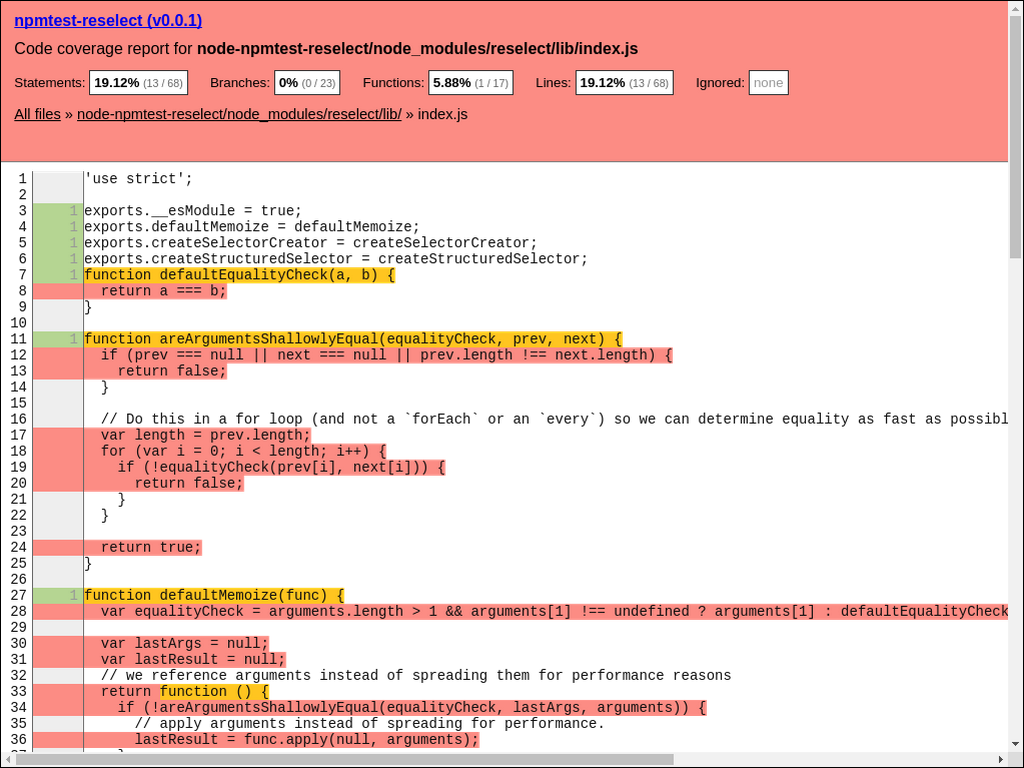 npmtest-reselect (v0.0.1)
Code coverage report for node-npmtest-reselect/node_modules/reselect/lib/index.js
Statements: 19.12% (13 / 68) Branches: 0% (0 / 23) Functions: 5.88% (1 / 17) Lines: 19.12% (13 / 68) Ignored: none
All files » node-npmtest-reselect/node_modules/reselect/lib/ » index.js
1 'use strict';
2
3 1 exports.__esModule = true;
4 1 exports.defaultMemoize = defaultMemoize;
5 1 exports.createSelectorCreator = createSelectorCreator;
6 1 exports.createStructuredSelector = createStructuredSelector;
7 1 function defaultEqualityCheck(a, b) {
8   return a === b;
9 }
10
11 1 function areArgumentsShallowlyEqual(equalityCheck, prev, next) {
12   if (prev === null || next === null || prev.length !== next.length) {
13     return false;
14   }
15
16   // Do this in a for loop (and not a `forEach` or an `every`) so we can determine equality as fast as possibl
17   var length = prev.length;
18   for (var i = 0; i < length; i++) {
19     if (!equalityCheck(prev[i], next[i])) {
20       return false;
21     }
22   }
23
24   return true;
25 }
26
27 1 function defaultMemoize(func) {
28   var equalityCheck = arguments.length > 1 && arguments[1] !== undefined ? arguments[1] : defaultEqualityCheck
29
30   var lastArgs = null;
31   var lastResult = null;
32   // we reference arguments instead of spreading them for performance reasons
33   return function () {
34     if (!areArgumentsShallowlyEqual(equalityCheck, lastArgs, arguments)) {
35       // apply arguments instead of spreading for performance.
36       lastResult = func.apply(null, arguments);